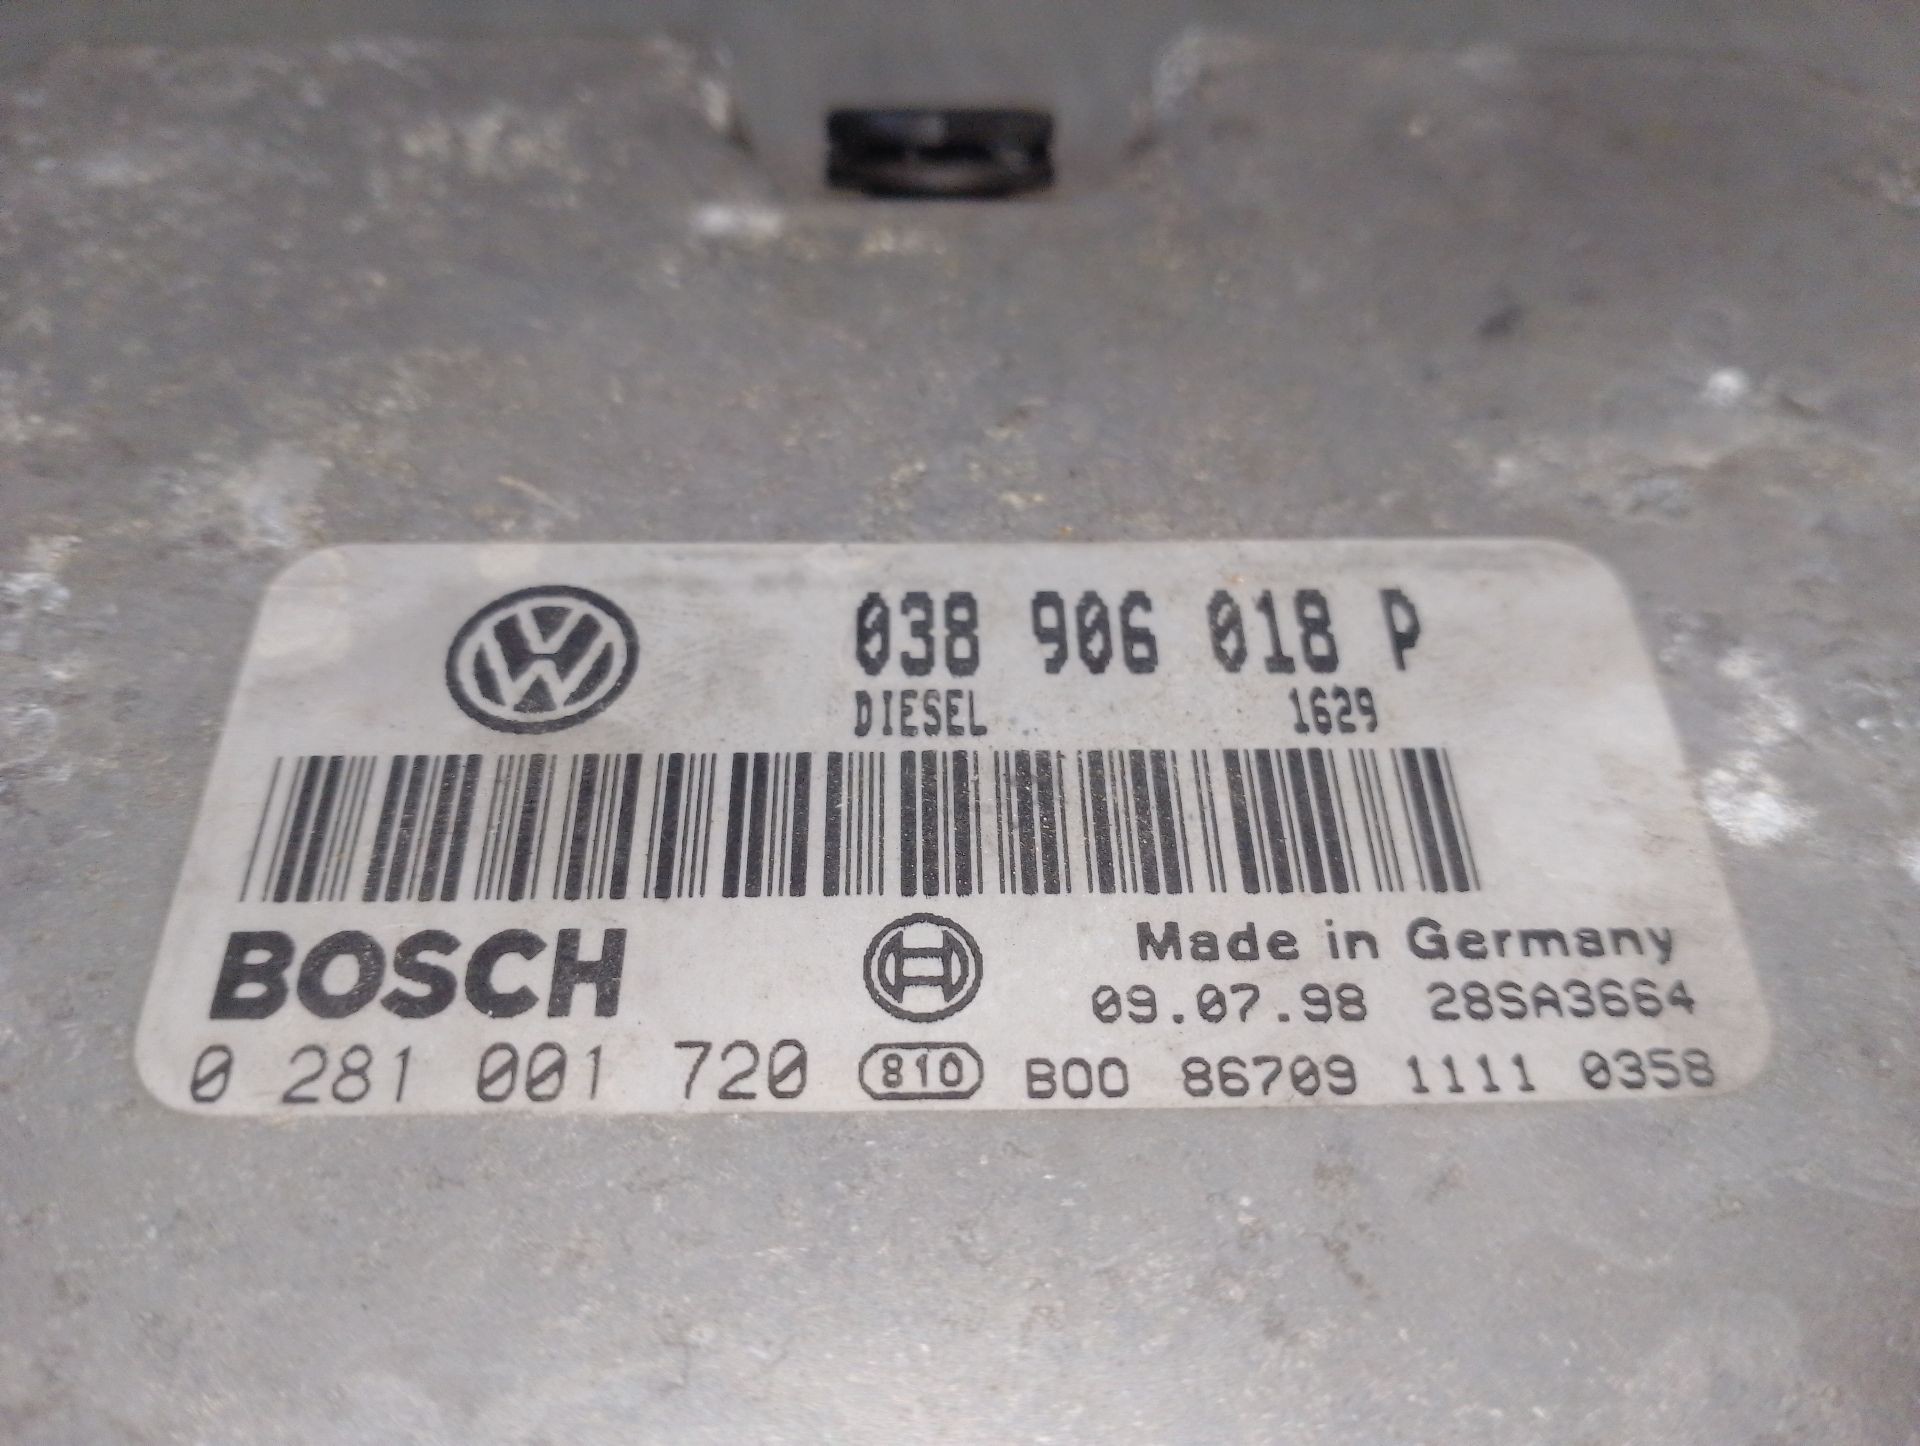 038 906 018 P
DIESEL 1629
BOSCH
Made in Germany
09.07.98 28SA3664
0 281 001 720 810 B00 86709 1111 0358